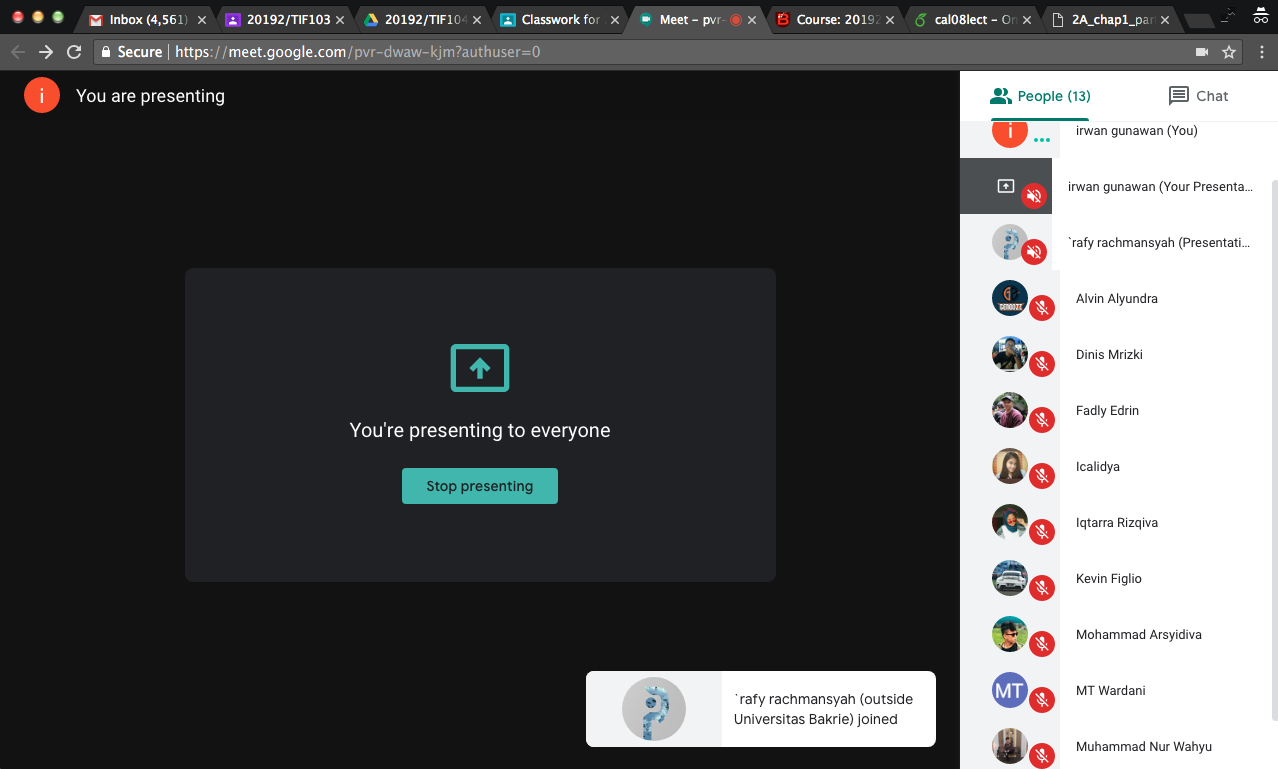 Inbox (4,561)
20192/TIF103
20192/TIF104
Classwork for
Meet – pvr-
Course: 20192
cal08lect – On
2A_chap1_par
Secure
https://meet.google.com/pvr-dwaw-kjm?authuser=0
i
You are presenting
People (13)
Chat
i
irwan gunawan (You)
irwan gunawan (Your Presenta...
`rafy rachmansyah (Presentati...
Alvin Alyundra
Dinis Mrizki
Fadly Edrin
Icalidya
Iqtarra Rizqiva
Kevin Figlio
Mohammad Arsyidiva
MT
MT Wardani
Muhammad Nur Wahyu
You're presenting to everyone
Stop presenting
`rafy rachmansyah (outside
Universitas Bakrie) joined